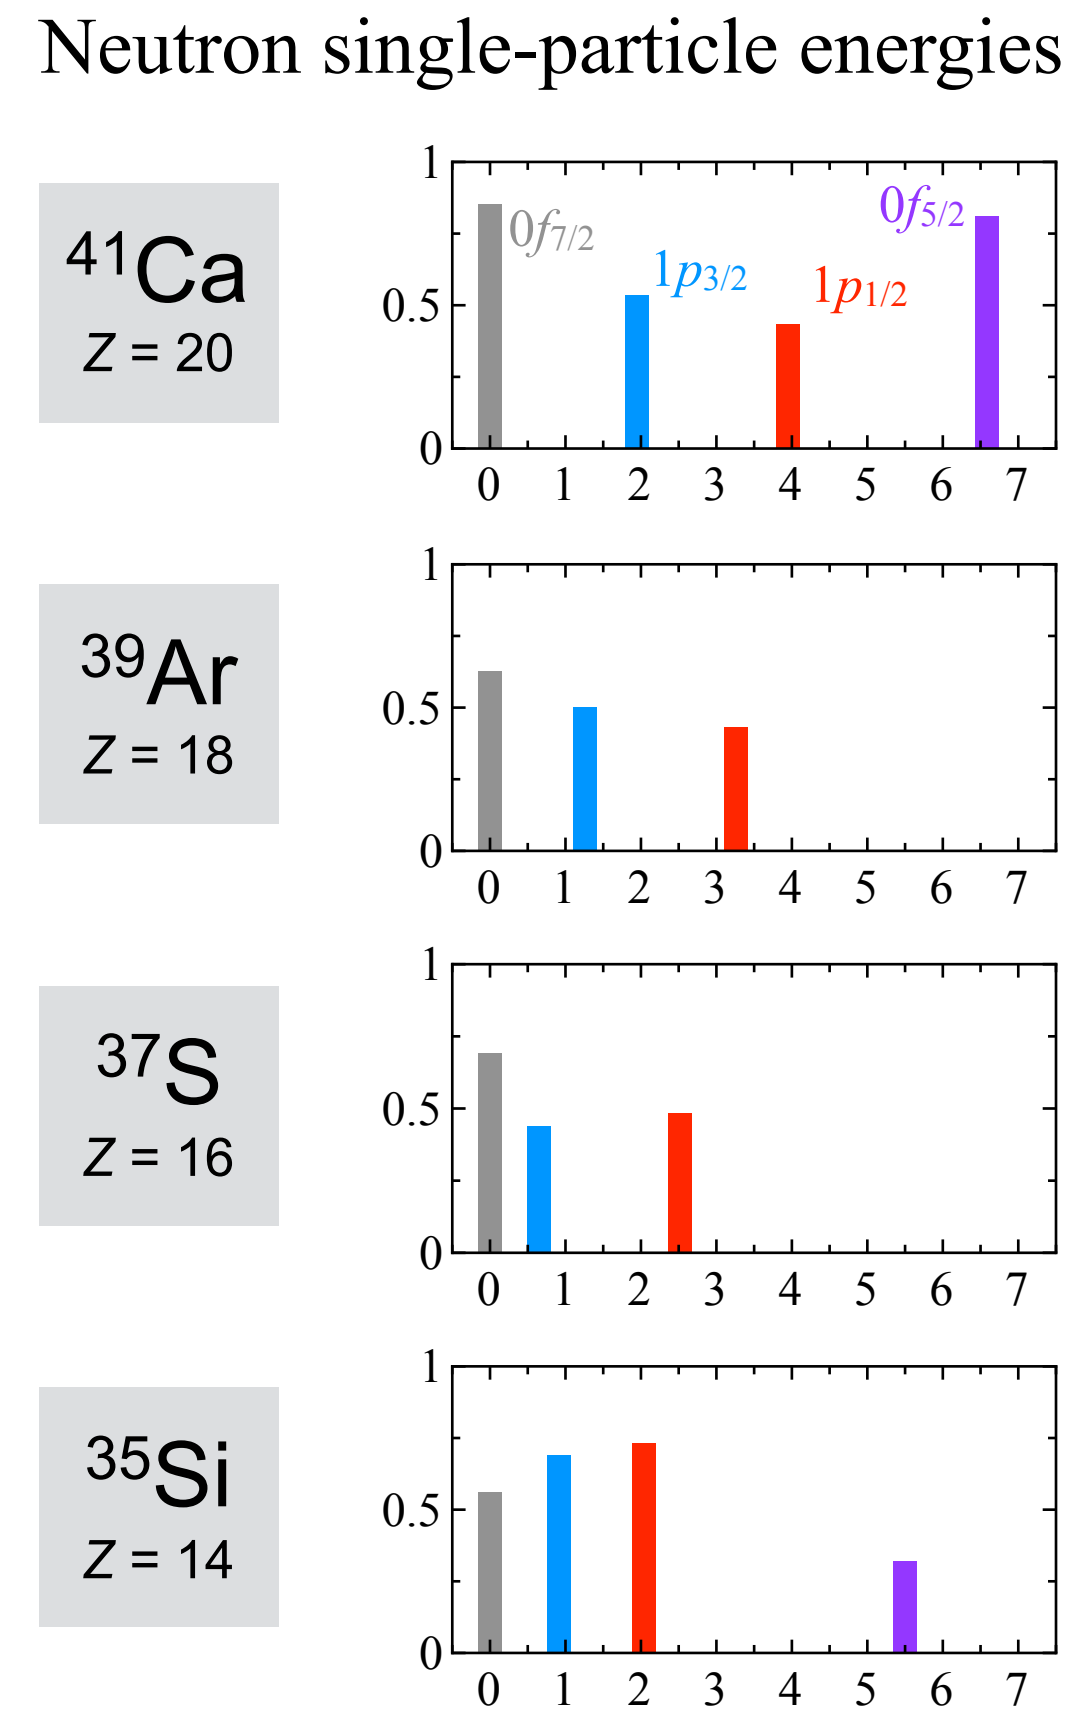 Neutron single-particle energies
⁴¹Ca
Z = 20
1
0.5
0
0f₇/₂
1p₃/₂
1p₁/₂
0f₅/₂
0 1 2 3 4 5 6 7
³⁹Ar
Z = 18
1
0.5
0
0 1 2 3 4 5 6 7
³⁷S
Z = 16
1
0.5
0
0 1 2 3 4 5 6 7
³⁵Si
Z = 14
1
0.5
0
0 1 2 3 4 5 6 7